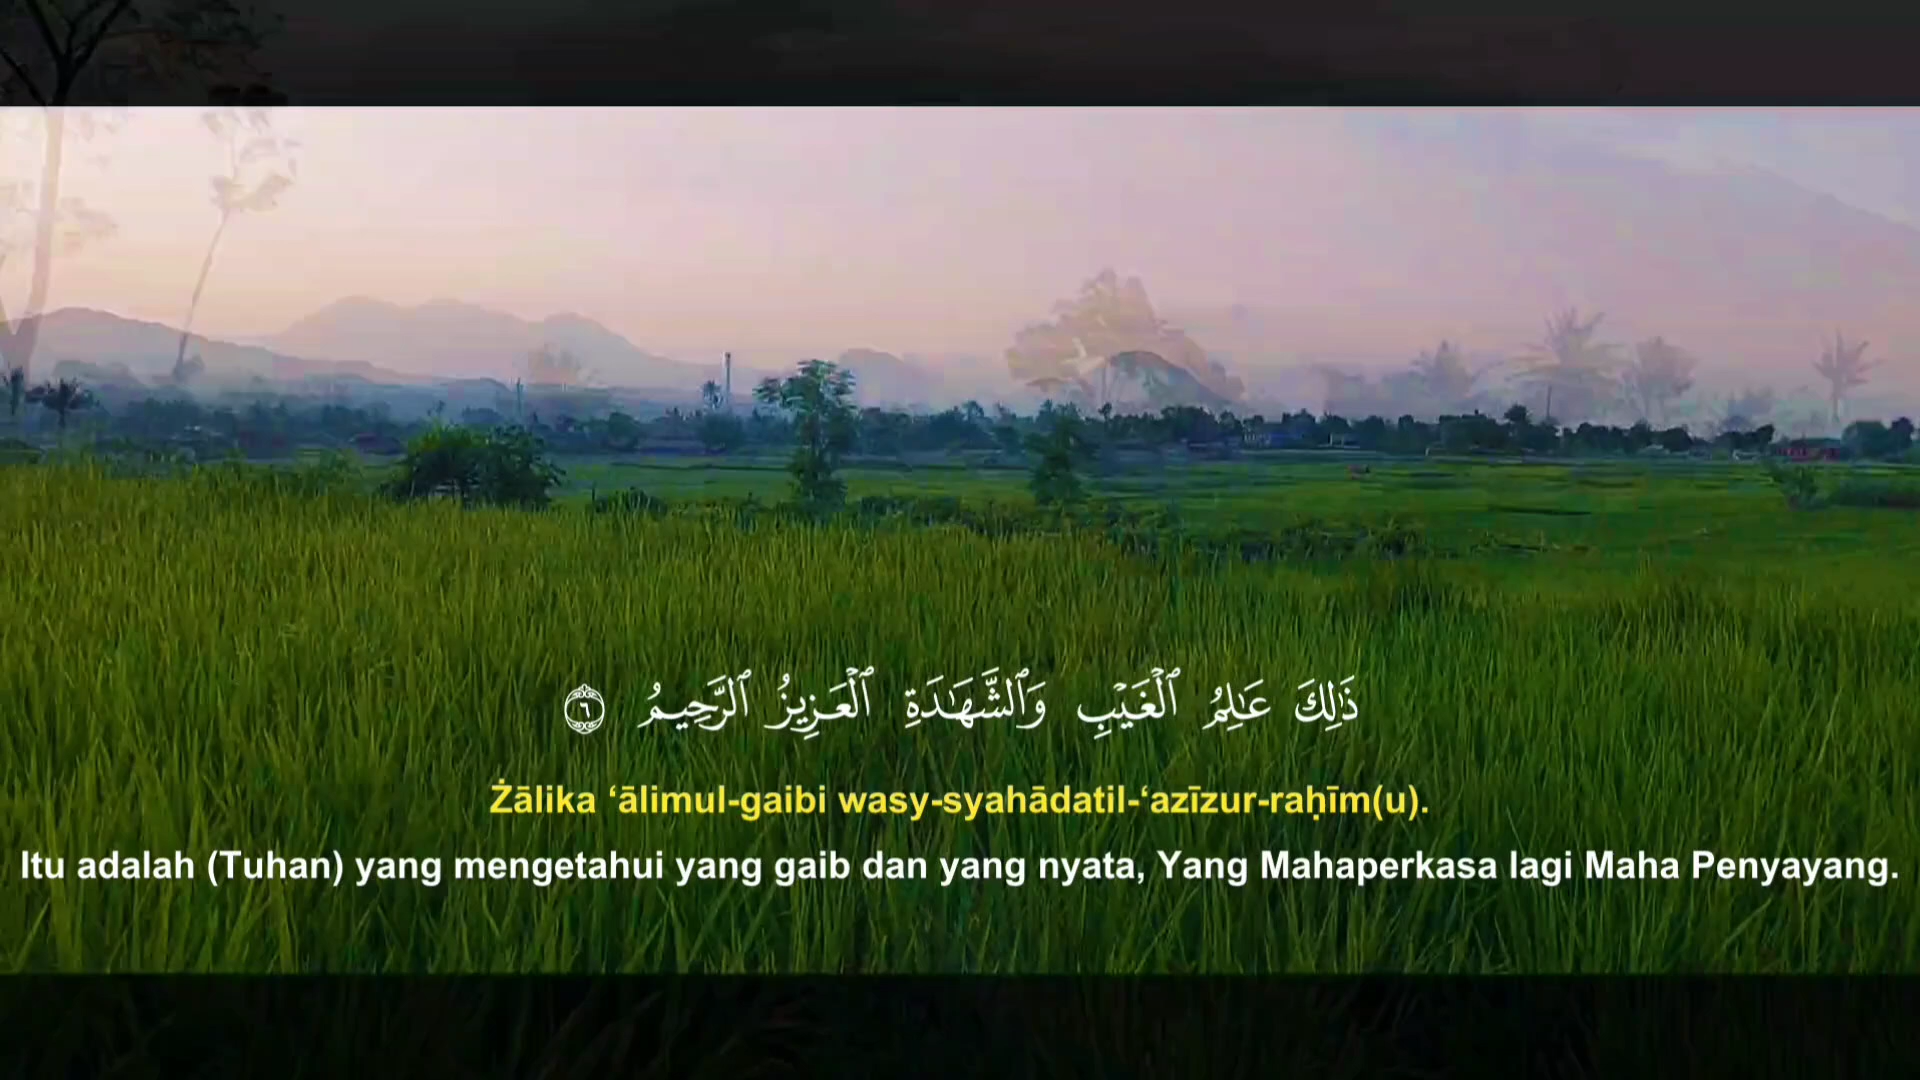 ذَٰلِكَ عَـٰلِمُ ٱلْغَيْبِ وَٱلشَّهَـٰدَةِ ٱلْعَزِيزُ ٱلرَّحِيمُ ٦
Żālika ‘ālimul-gaibi wasy-syahādatil-‘azīzur-raḥīm(u).
Itu adalah (Tuhan) yang mengetahui yang gaib dan yang nyata, Yang Mahaperkasa lagi Maha Penyayang.